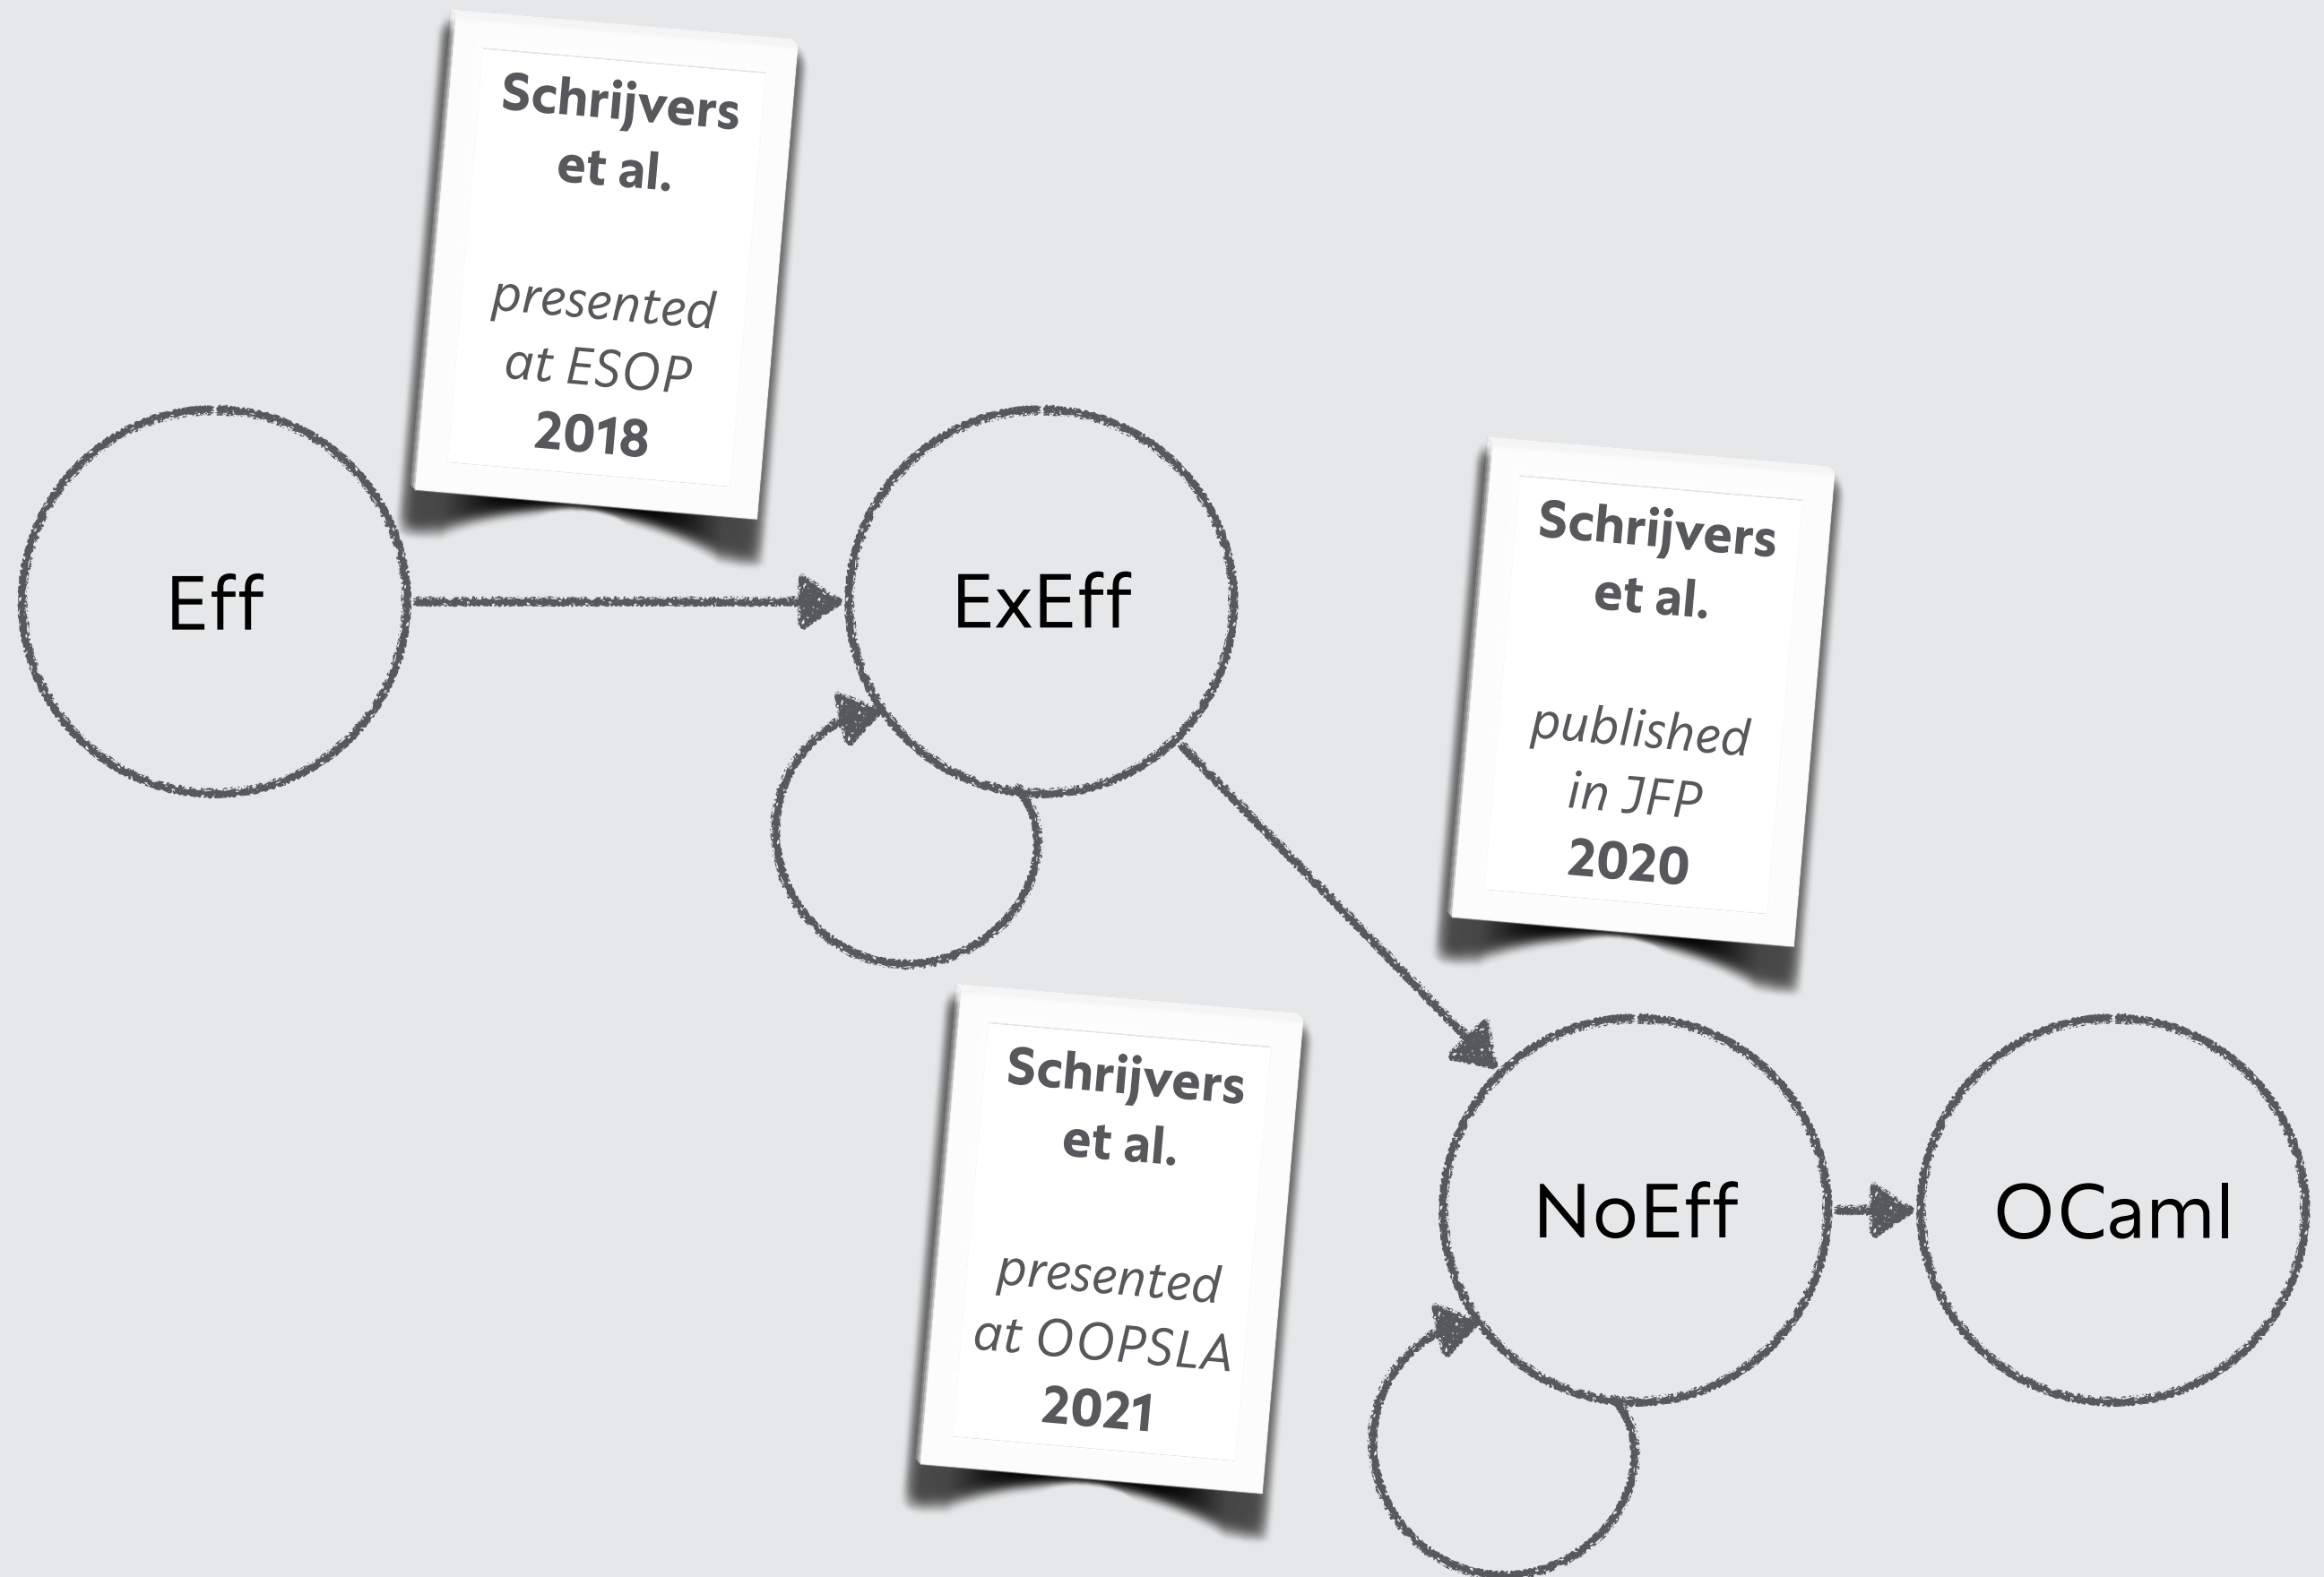 Schrijvers
et al.
presented
at ESOP
2018
Eff
ExEff
Schrijvers
et al.
published
in JFP
2020
Schrijvers
et al.
presented
at OOPSLA
2021
NoEff
OCaml